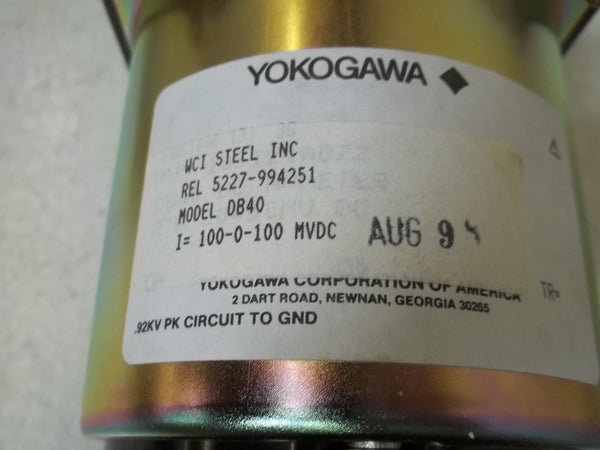 YOKOGAWA
WCI STEEL INC
REL 5227-994251
MODEL DB40
I= 100-0-100 MVDC AUG 9
YOKOGAWA CORPORATION OF AMERICA
2 DART ROAD, NEWNAN, GEORGIA 30265
TR=
.92KV PK CIRCUIT TO GND